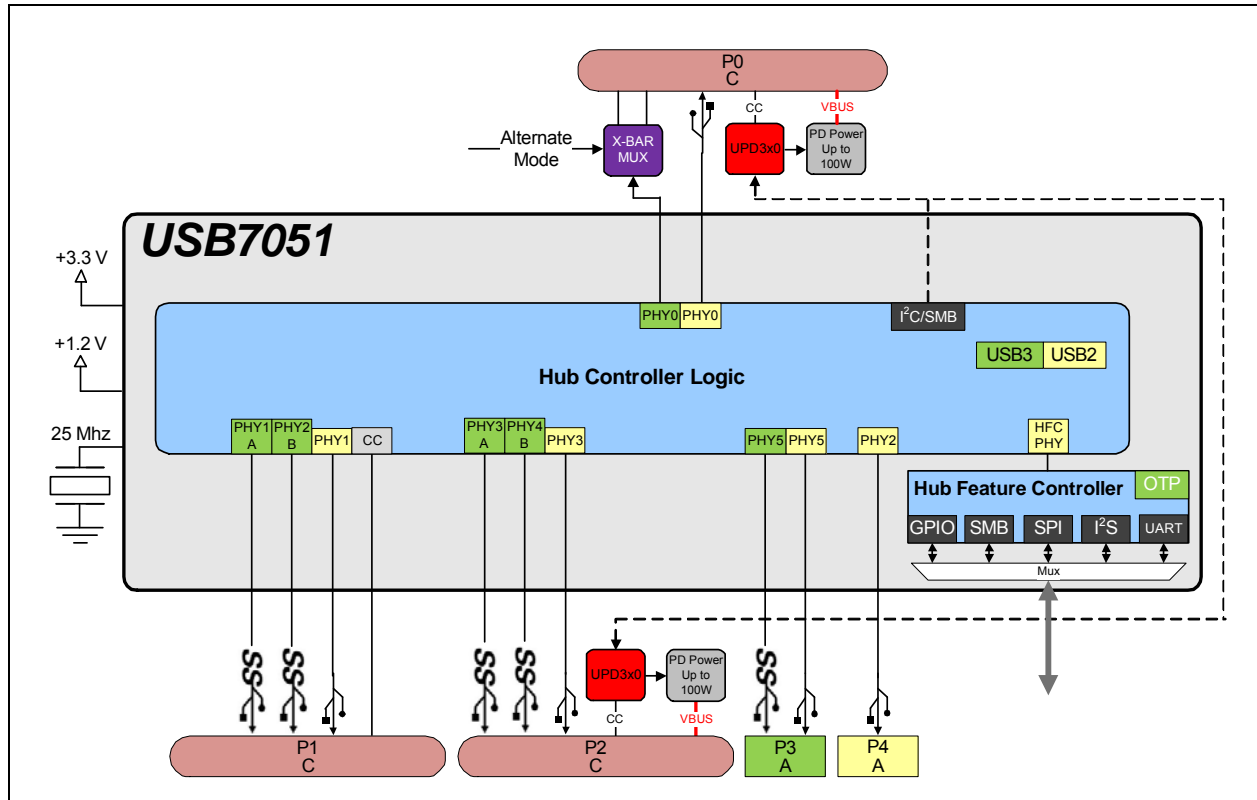 P0
C
CC
VBUS
Alternate
Mode
X-BAR
MUX
UPD3x0
PD Power
Up to
100W
USB7051
+3.3 V
+1.2 V
25 Mhz
PHY0
PHY0
I²C/SMB
USB3
USB2
Hub Controller Logic
PHY1
A
PHY2
B
PHY1
CC
PHY3
A
PHY4
B
PHY3
PHY5
PHY5
PHY2
HFC
PHY
Hub Feature Controller
OTP
GPIO
SMB
SPI
I²S
UART
Mux
SS
SS
SS
SS
SS
UPD3x0
PD Power
Up to
100W
CC
VBUS
P1
C
P2
C
P3
A
P4
A